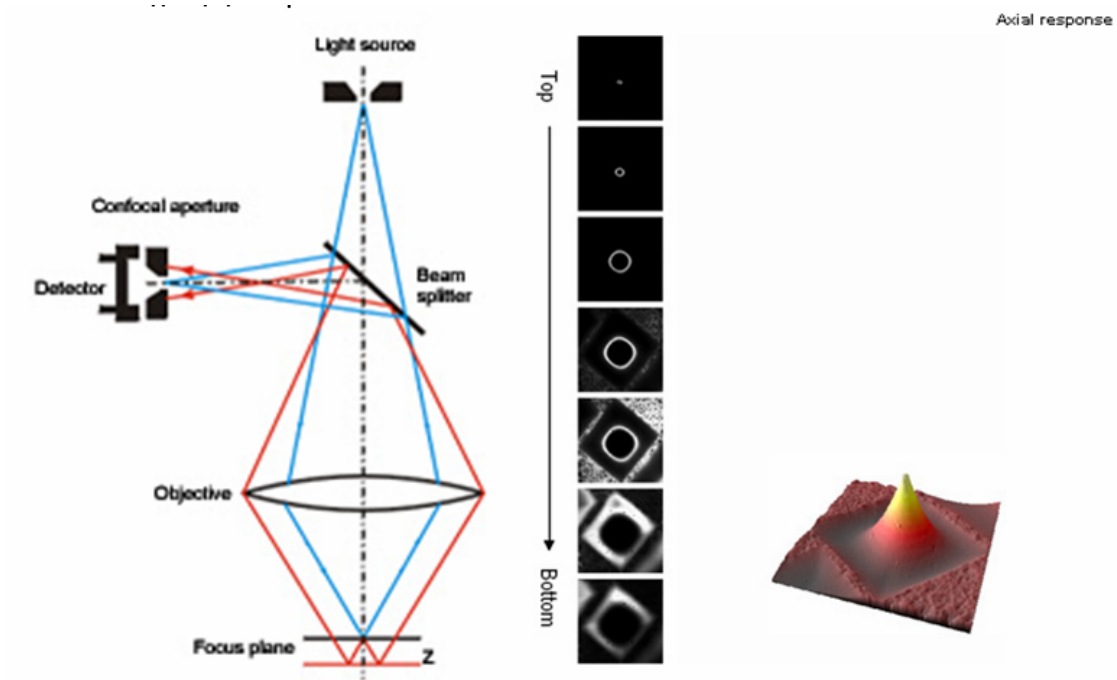 Axial response
Light source
Top
Confocal aperture
Detector
Beam
splitter
Objective
Bottom
Focus plane
Z